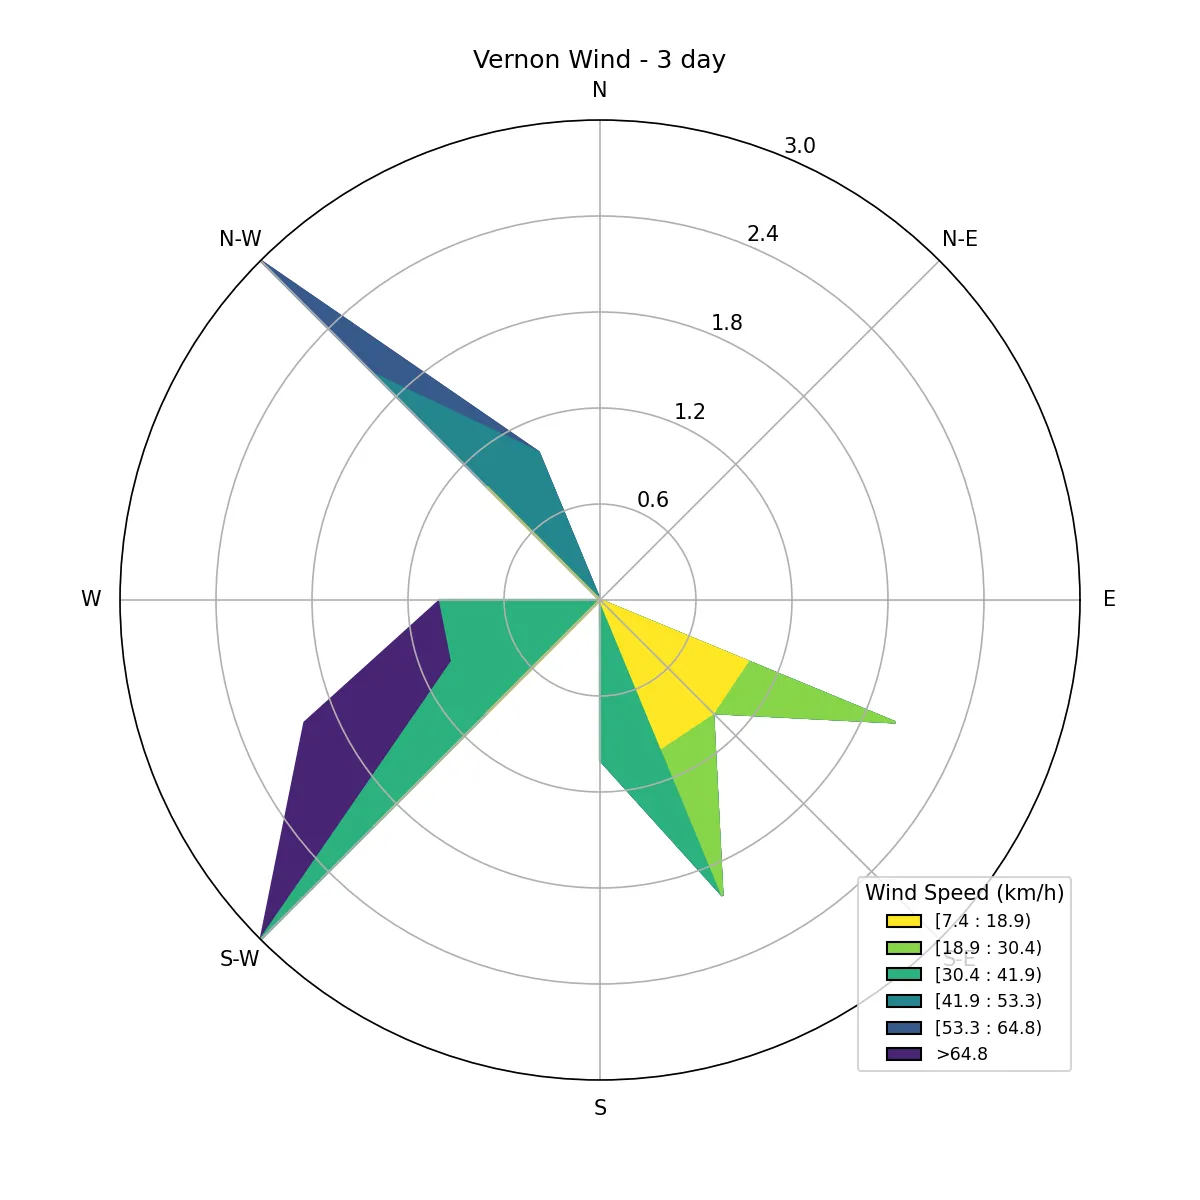 Vernon Wind - 3 day
N
3.0
N-W
N-E
2.4
1.8
1.2
0.6
W
E
Wind Speed (km/h)
[7.4 : 18.9)
[18.9 : 30.4)
S-W
S-E
[30.4 : 41.9)
[41.9 : 53.3)
[53.3 : 64.8)
>64.8
S